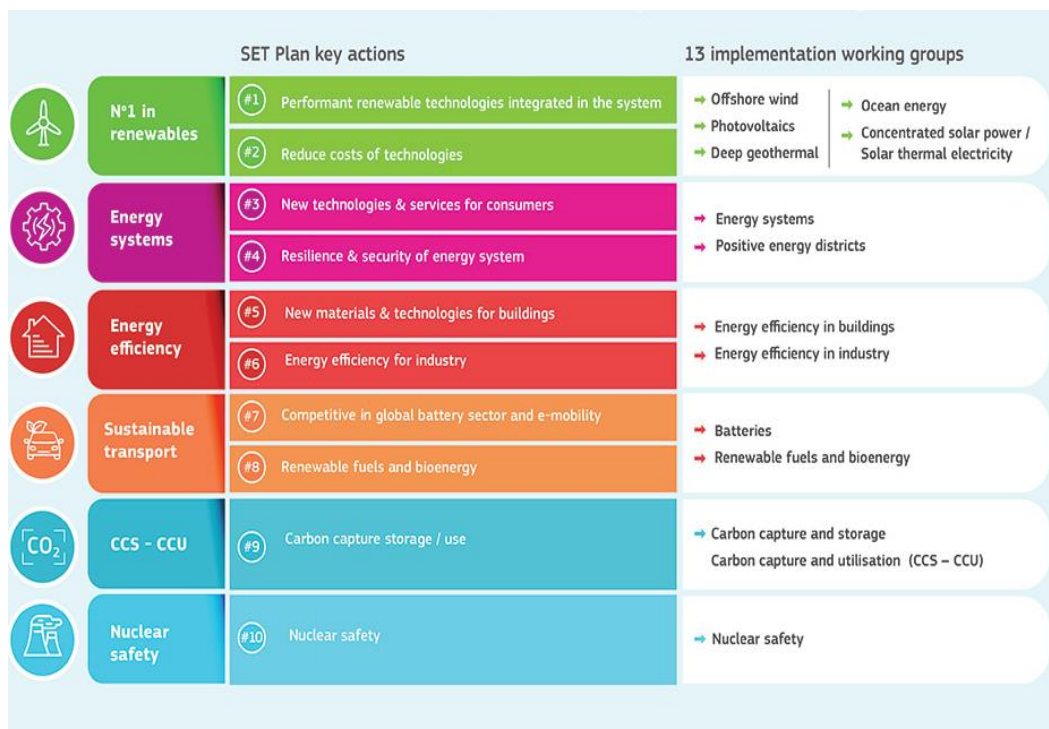 SET Plan key actions
13 implementation working groups
N°1 in
renewables
#1 Performant renewable technologies integrated in the system
#2 Reduce costs of technologies
→ Offshore wind
→ Photovoltaics
→ Deep geothermal
→ Ocean energy
→ Concentrated solar power /
Solar thermal electricity
Energy
systems
#3 New technologies & services for consumers
#4 Resilience & security of energy system
→ Energy systems
→ Positive energy districts
Energy
efficiency
#5 New materials & technologies for buildings
#6 Energy efficiency for industry
→ Energy efficiency in buildings
→ Energy efficiency in industry
Sustainable
transport
#7 Competitive in global battery sector and e-mobility
#8 Renewable fuels and bioenergy
→ Batteries
→ Renewable fuels and bioenergy
CO₂
CCS - CCU
#9 Carbon capture storage / use
→ Carbon capture and storage
Carbon capture and utilisation (CCS – CCU)
Nuclear
safety
#10 Nuclear safety
→ Nuclear safety